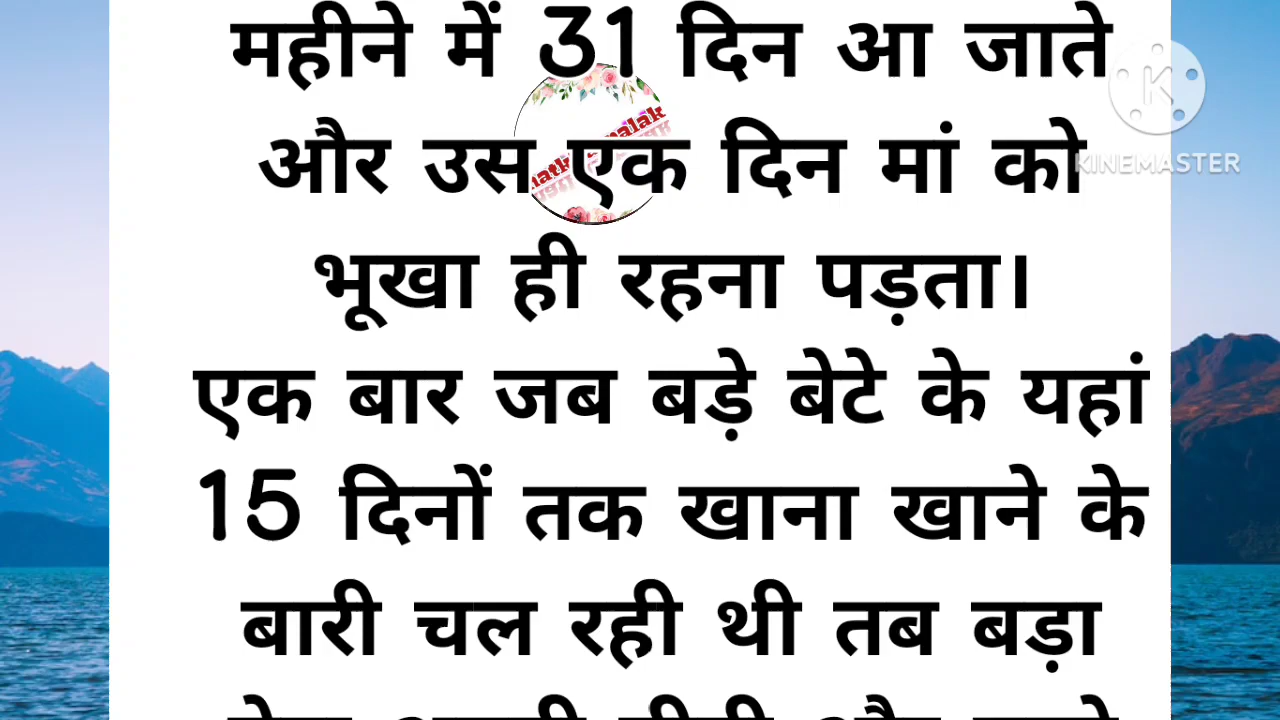 महीने में 31 दिन आ जाते
और उस एक दिन मां को
भूखा ही रहना पड़ता।
एक बार जब बड़े बेटे के यहां
15 दिनों तक खाना खाने के
बारी चल रही थी तब बड़ा
KINEMASTER